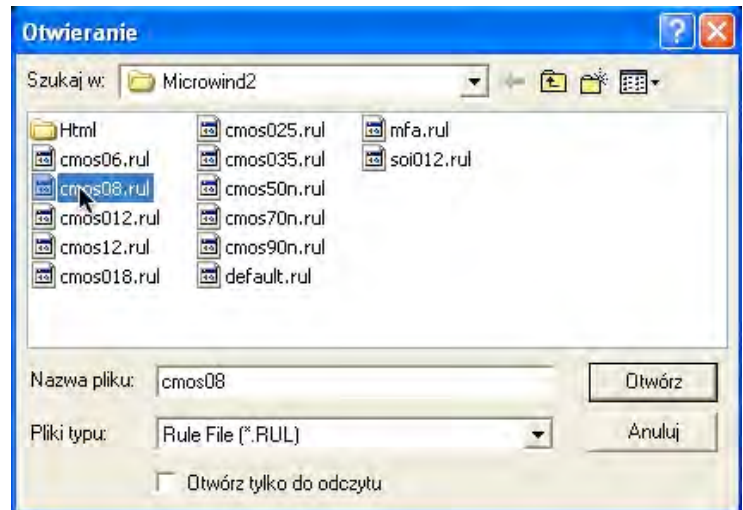 Otwieranie
Szukaj w: Microwind2
Html
cmos06.rul
cmos08.rul
cmos012.rul
cmos12.rul
cmos018.rul
cmos025.rul
cmos035.rul
cmos50n.rul
cmos70n.rul
cmos90n.rul
default.rul
mfa.rul
soi012.rul
Nazwa pliku: cmos08 Otwórz
Pliki typu: Rule File (*.RUL) Anuluj
Otwórz tylko do odczytu